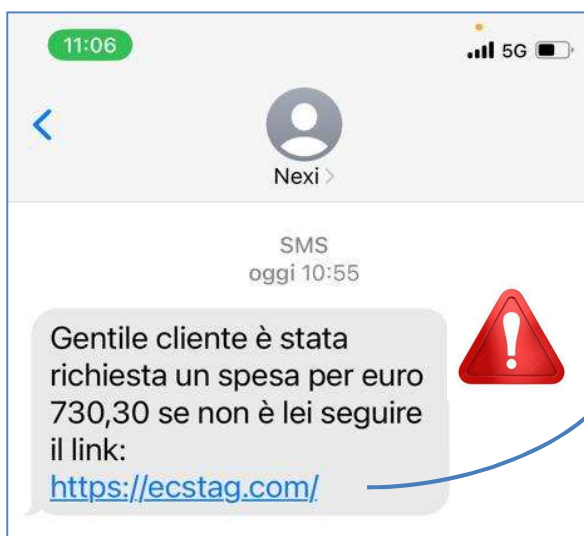 11:06
5G
Nexi
SMS
oggi 10:55
Gentile cliente è stata
richiesta un spesa per euro
730,30 se non è lei seguire
il link:
https://ecstag.com/